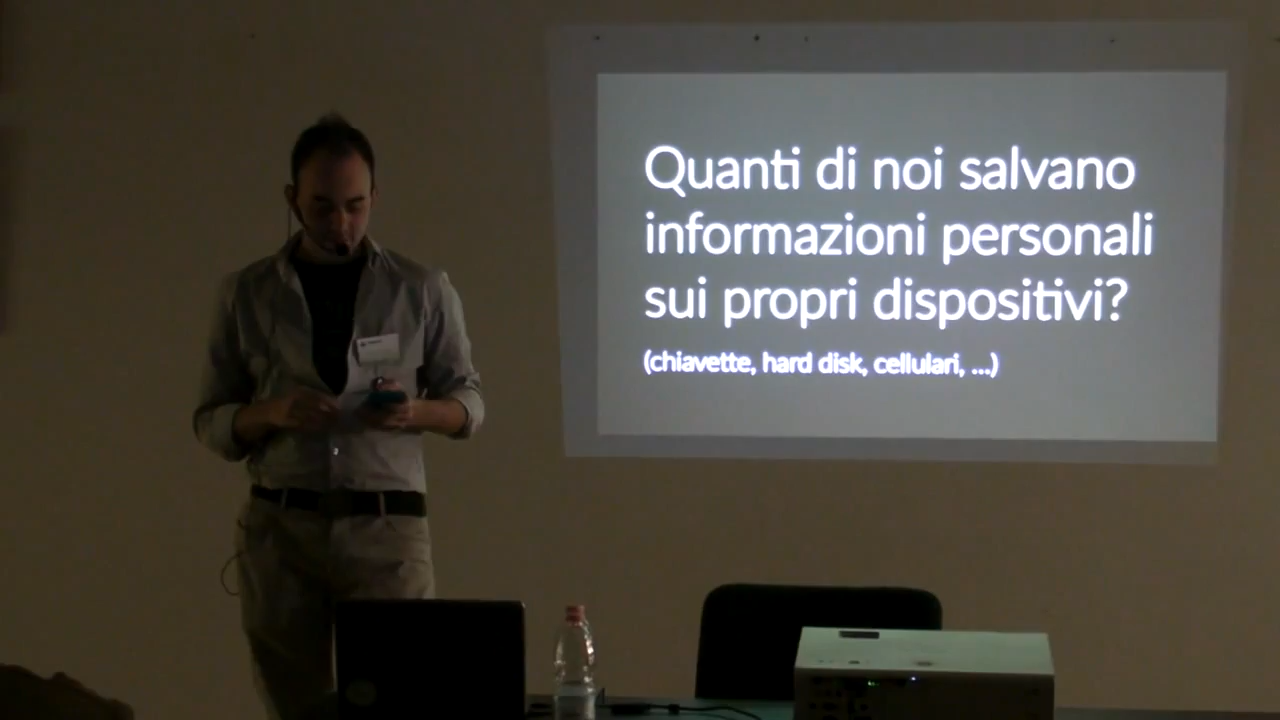 Quanti di noi salvano
informazioni personali
sui propri dispositivi?
(chiavette, hard disk, cellulari, ...)